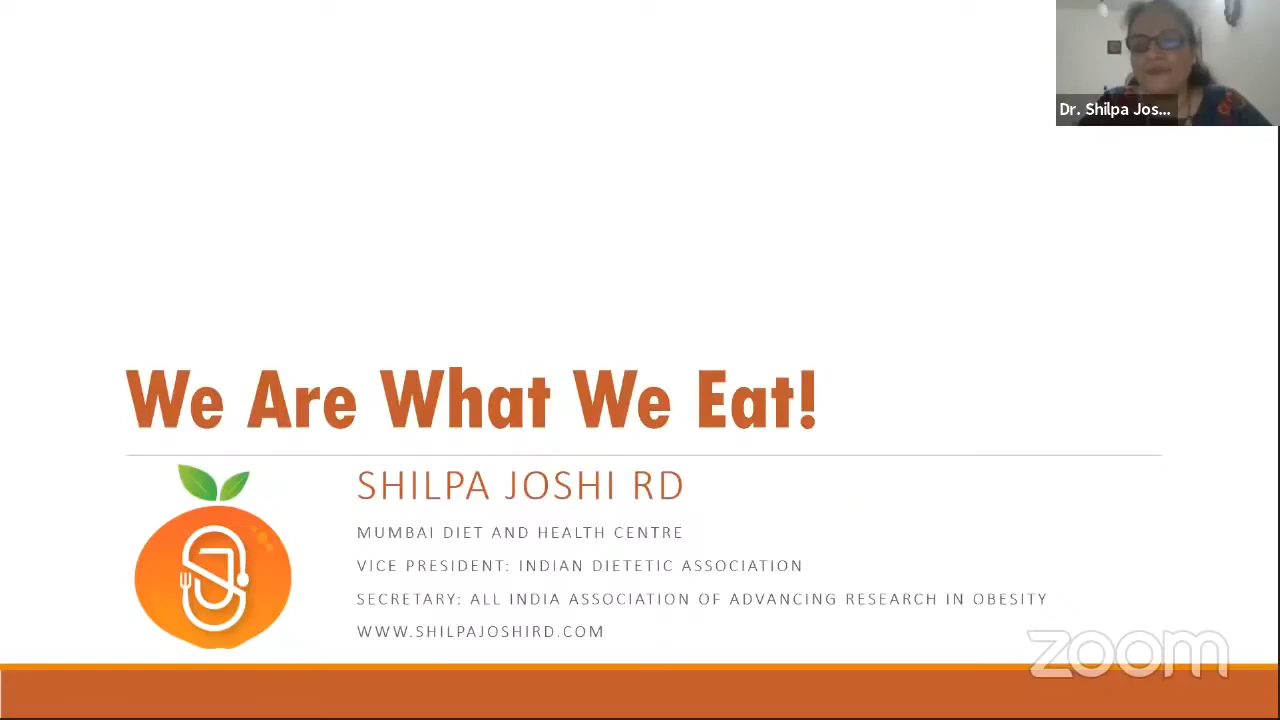 Dr. Shilpa Jos...
We Are What We Eat!
SHILPA JOSHI RD
MUMBAI DIET AND HEALTH CENTRE
VICE PRESIDENT: INDIAN DIETETIC ASSOCIATION
SECRETARY: ALL INDIA ASSOCIATION OF ADVANCING RESEARCH IN OBESITY
WWW.SHILPAJOSHIRD.COM
zoom